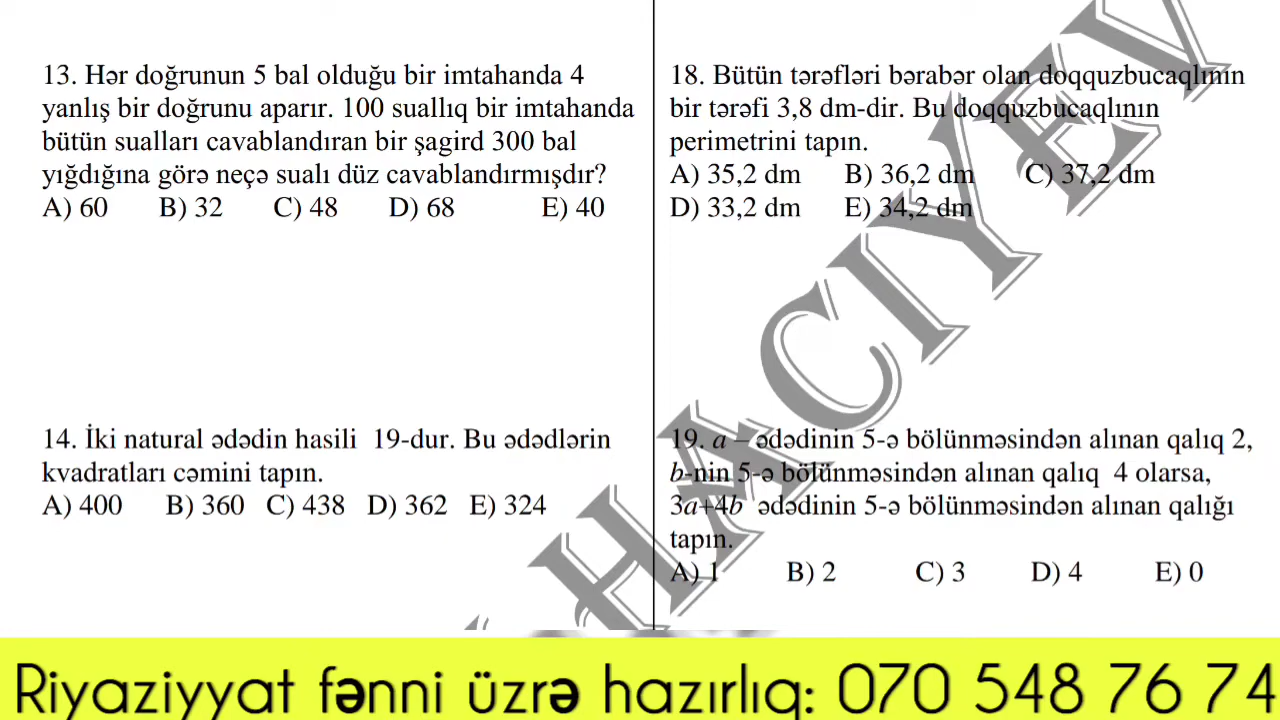 13. Hər doğrunun 5 bal olduğu bir imtahanda 4
yanlış bir doğrunu aparır. 100 suallıq bir imtahanda
bütün sualları cavablandıran bir şagird 300 bal
yığdığına görə neçə sualı düz cavablandırmışdır?
A) 60 B) 32 C) 48 D) 68 E) 40
14. İki natural ədədin hasili 19-dur. Bu ədədlərin
kvadratları cəmini tapın.
A) 400 B) 360 C) 438 D) 362 E) 324
18. Bütün tərəfləri bərabər olan doqquzbucaqlının
bir tərəfi 3,8 dm-dir. Bu doqquzbucaqlının
perimetrini tapın.
A) 35,2 dm B) 36,2 dm C) 37,2 dm
D) 33,2 dm E) 34,2 dm
19. a – ədədinin 5-ə bölünməsindən alınan qalıq 2,
b-nin 5-ə bölünməsindən alınan qalıq 4 olarsa,
3a+4b ədədinin 5-ə bölünməsindən alınan qalığı
tapın.
A) 1 B) 2 C) 3 D) 4 E) 0
HACIYEV
Riyaziyyat fənni üzrə hazırlıq: 070 548 76 74